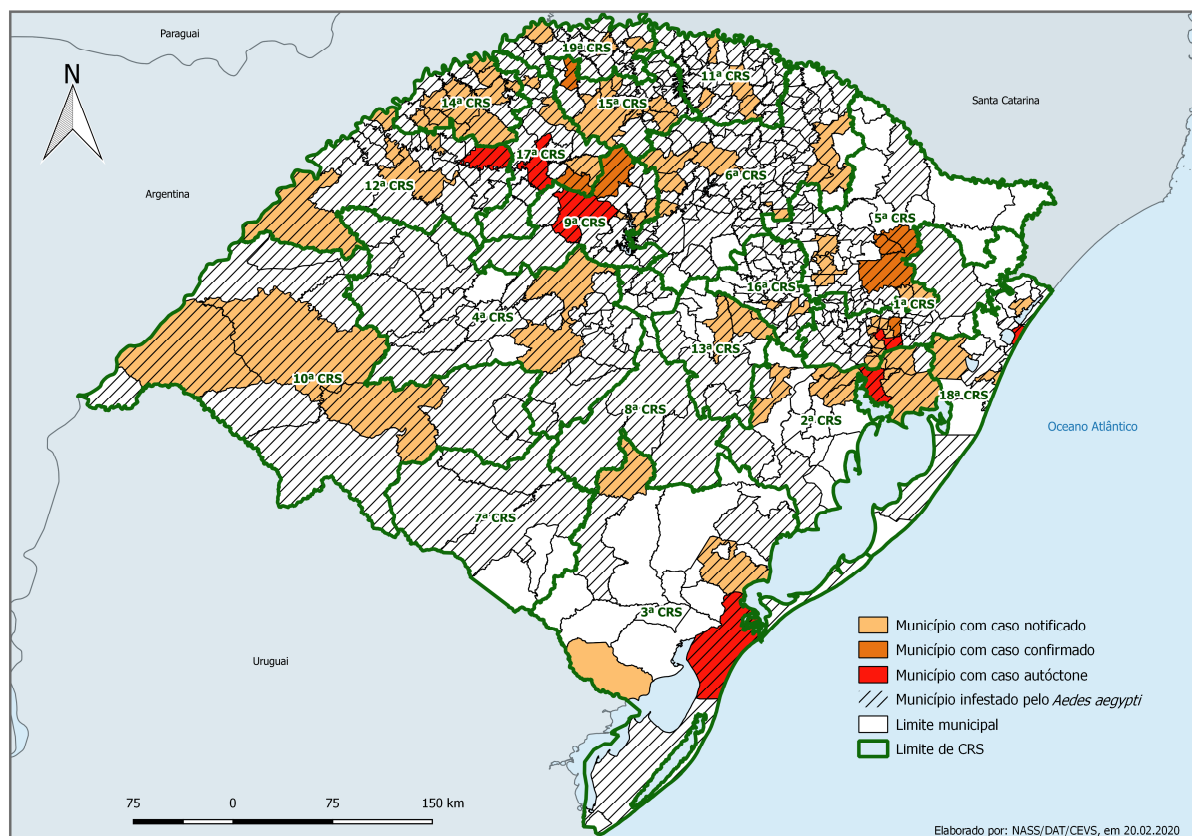 Paraguai
N
Santa Catarina
Argentina
19ª CRS
11ª CRS
14ª CRS
15ª CRS
17ª CRS
6ª CRS
12ª CRS
9ª CRS
5ª CRS
16ª CRS
1ª CRS
4ª CRS
13ª CRS
10ª CRS
18ª CRS
8ª CRS
2ª CRS
Oceano Atlântico
7ª CRS
3ª CRS
Uruguai
Município com caso notificado
Município com caso confirmado
Município com caso autóctone
Município infestado pelo Aedes aegypti
Limite municipal
Limite de CRS
75 0 75 150 km
Elaborado por: NASS/DAT/CEVS, em 20.02.2020